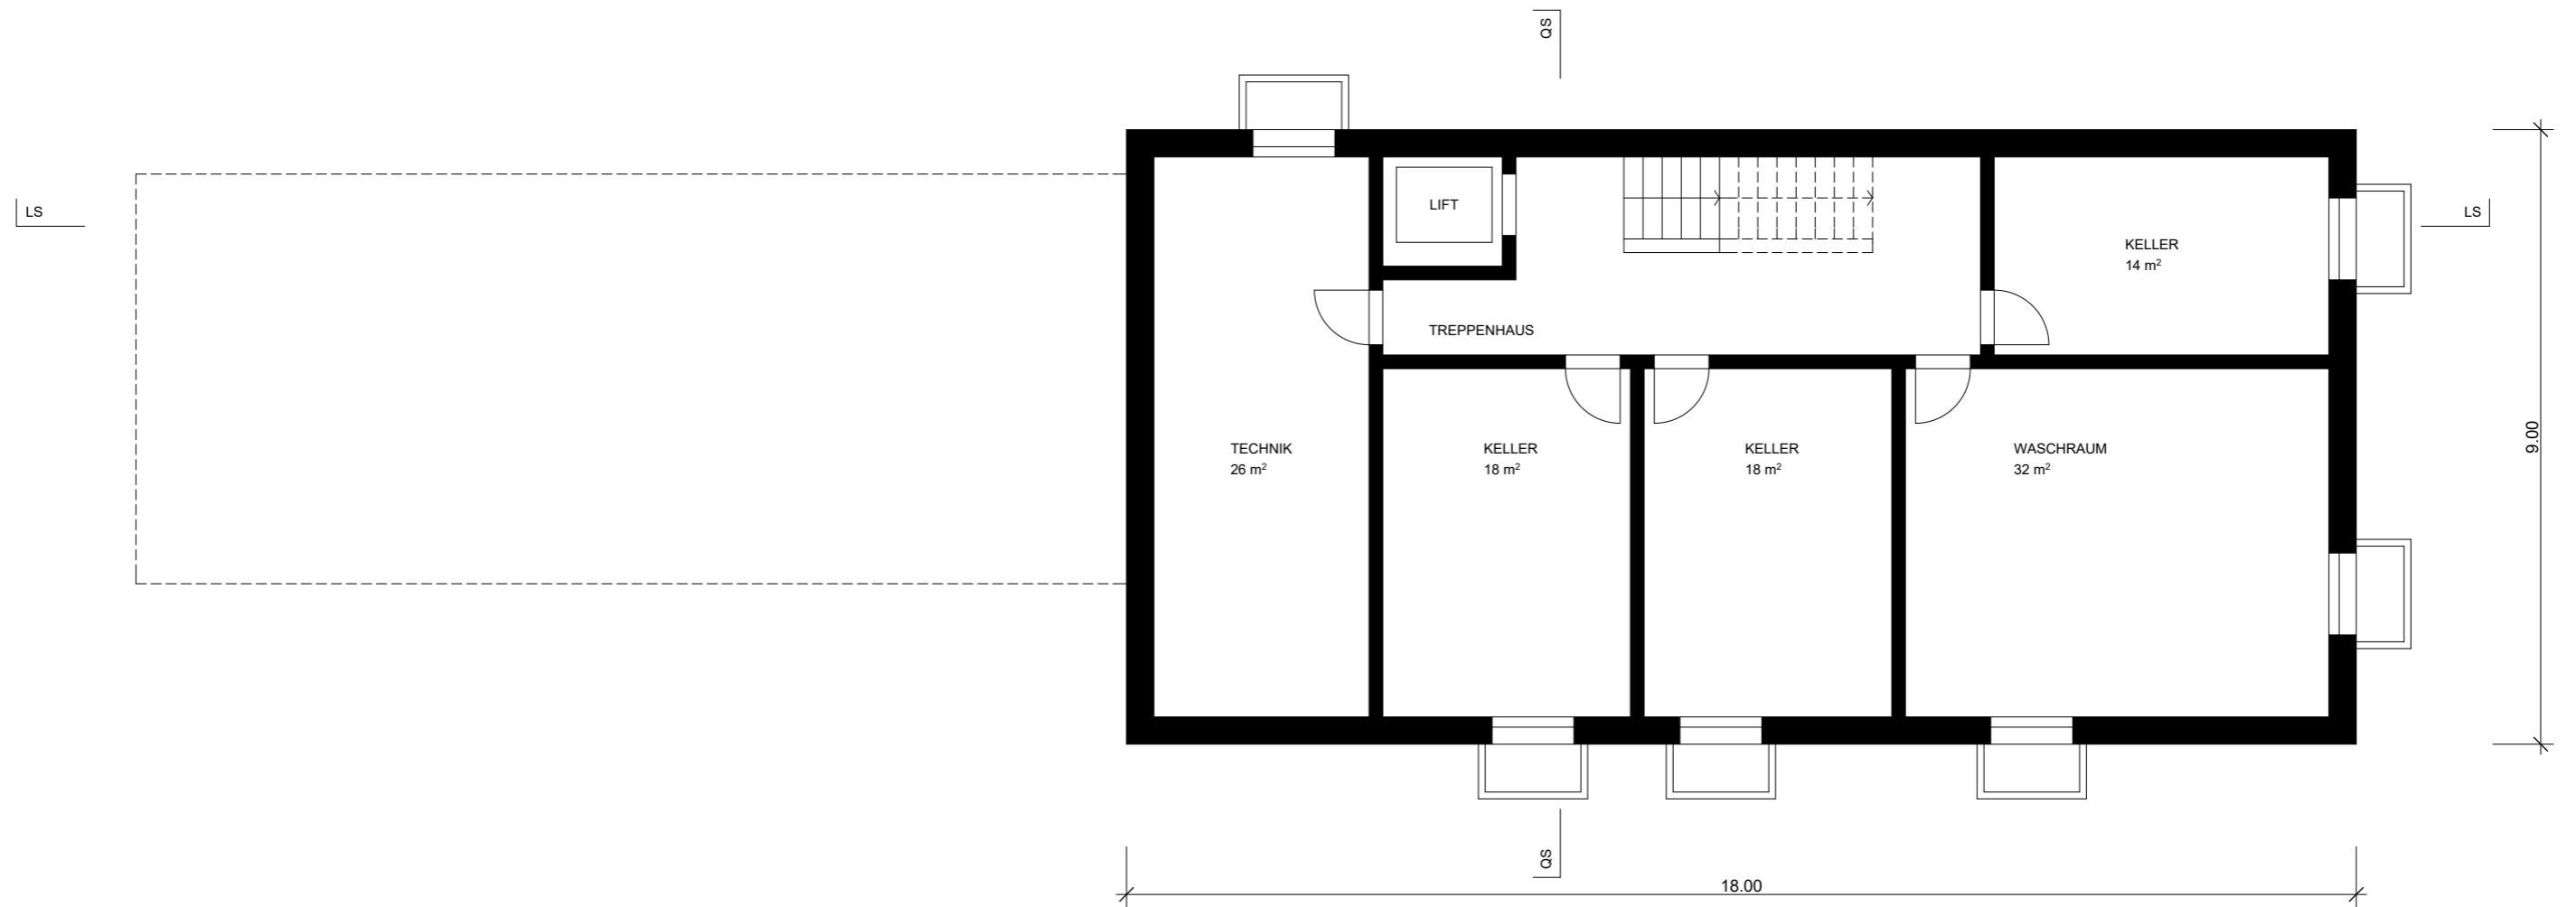 QS
LS
LIFT
LS
KELLER
14 m²
TREPPENHAUS
TECHNIK
26 m²
KELLER
18 m²
KELLER
18 m²
WASCHRAUM
32 m²
9.00
QS
18.00